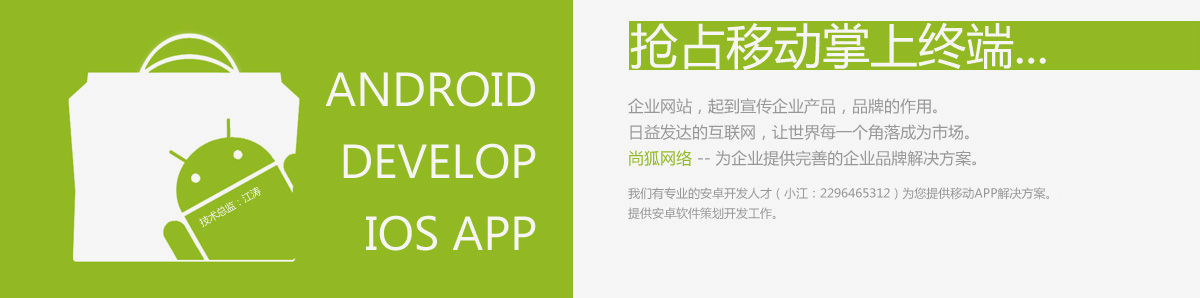 ANDROID
DEVELOP
IOS APP
技术总监：江涛
抢占移动掌上终端...
企业网站，起到宣传企业产品，品牌的作用。
日益发达的互联网，让世界每一个角落成为市场。
尚狐网络 -- 为企业提供完善的企业品牌解决方案。
我们有专业的安卓开发人才（小江：2296465312）为您提供移动APP解决方案。
提供安卓软件策划开发工作。